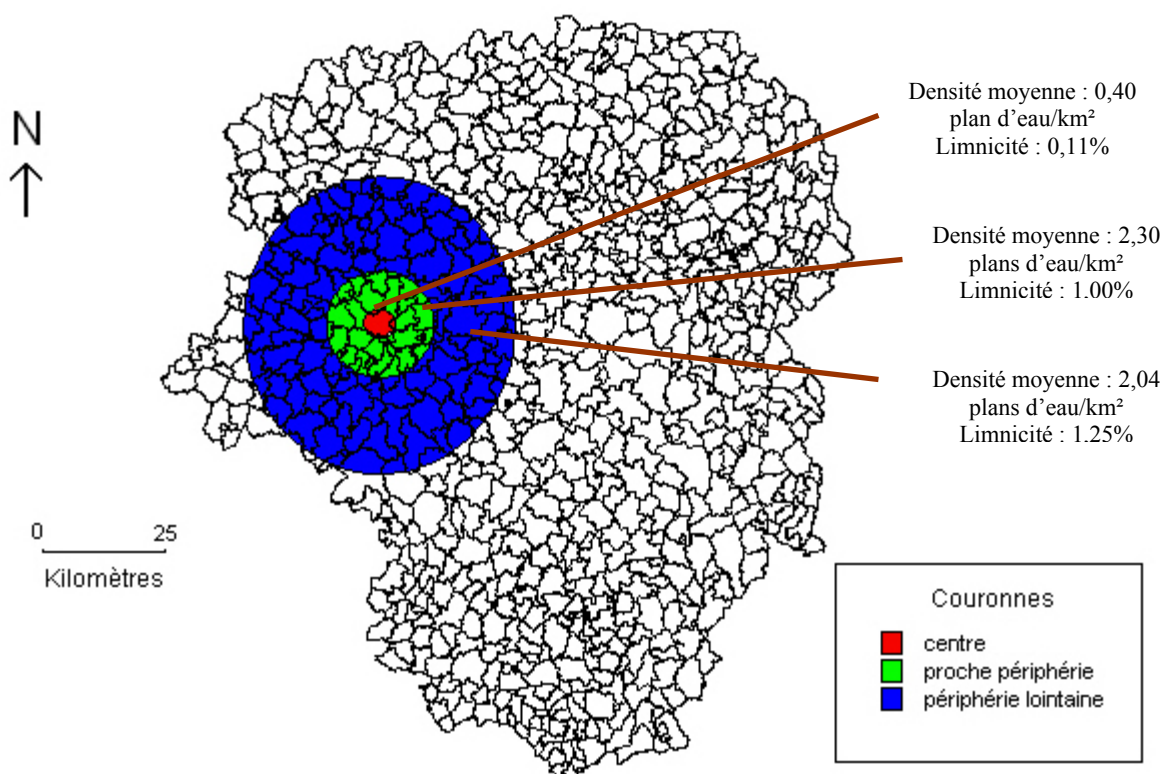 Densité moyenne : 0,40
plan d’eau/km²
Limnicité : 0,11%
N
Densité moyenne : 2,30
plans d’eau/km²
Limnicité : 1.00%
Densité moyenne : 2,04
plans d’eau/km²
Limnicité : 1.25%
0 25
Kilomètres
Couronnes
centre
proche périphérie
périphérie lointaine